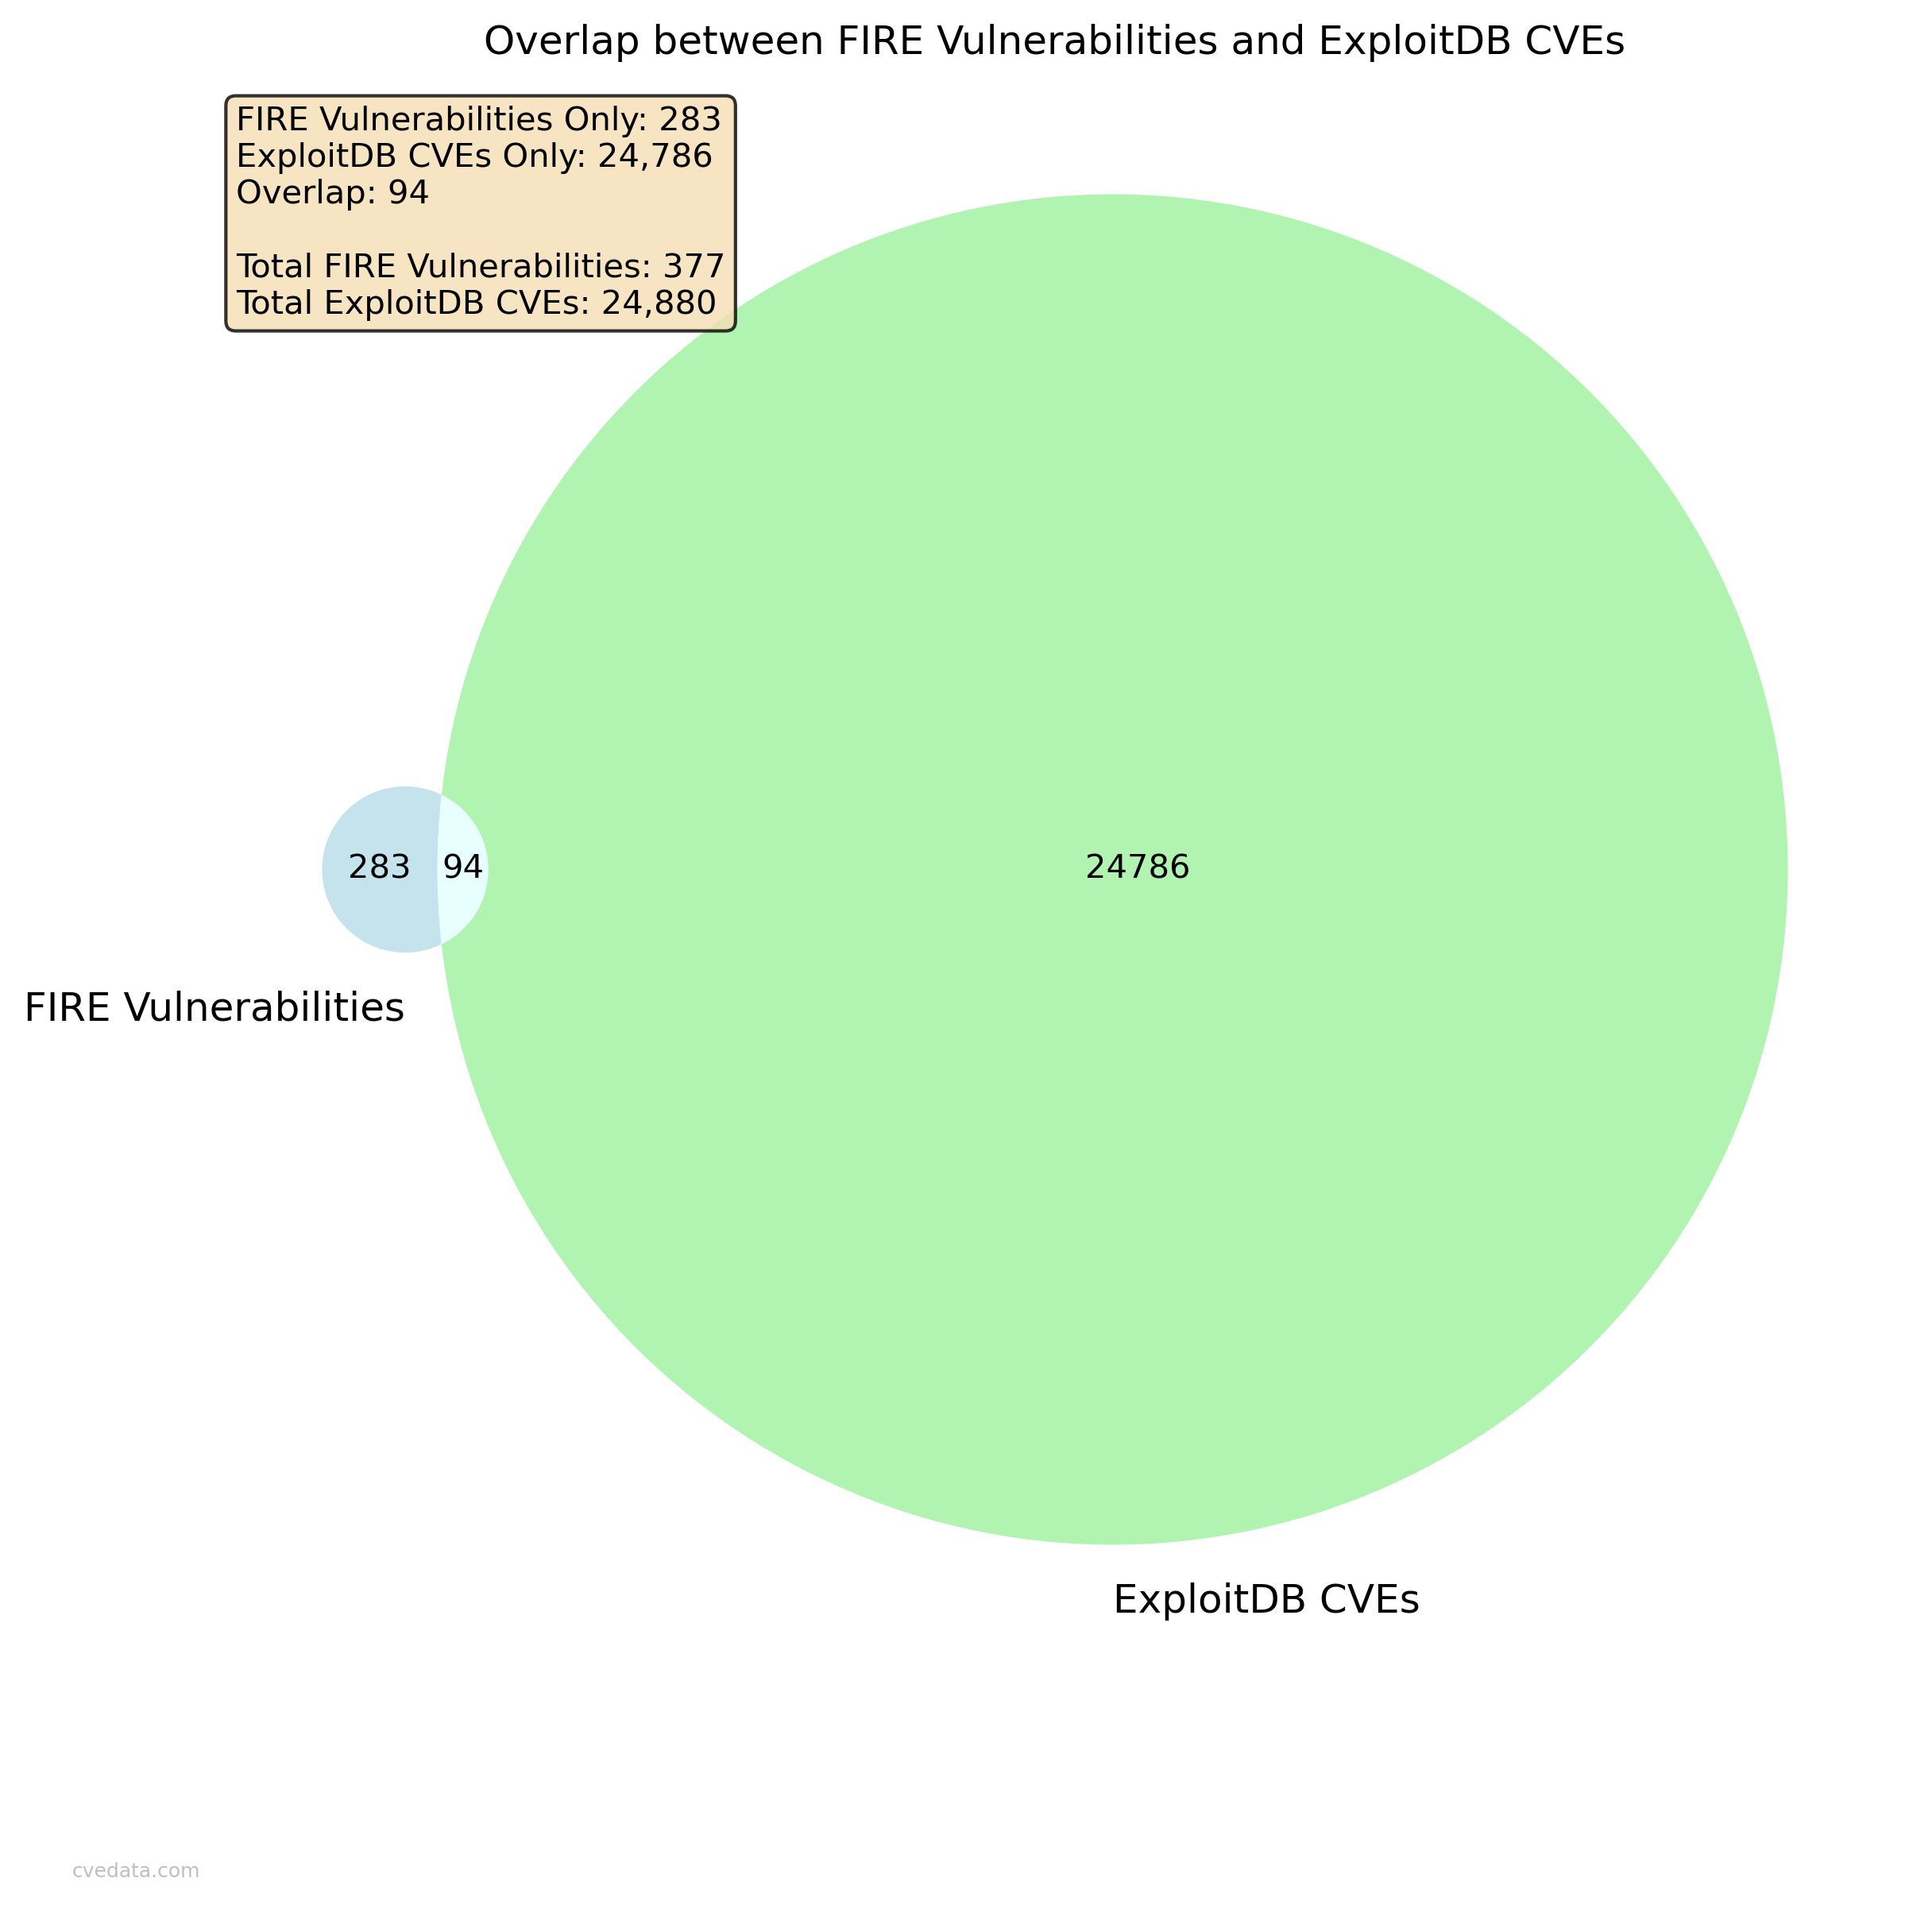 Overlap between FIRE Vulnerabilities and ExploitDB CVEs
FIRE Vulnerabilities Only: 283
ExploitDB CVEs Only: 24,786
Overlap: 94
Total FIRE Vulnerabilities: 377
Total ExploitDB CVEs: 24,880
283
94
24786
FIRE Vulnerabilities
ExploitDB CVEs
cvedata.com